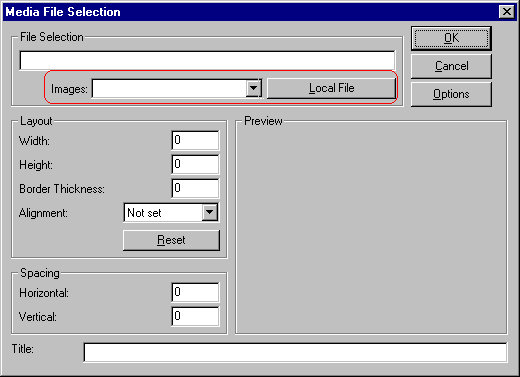 Media File Selection
File Selection
OK
Cancel
Images:
Local File
Options
Layout
Width: 0
Height: 0
Border Thickness: 0
Alignment: Not set
Reset
Preview
Spacing
Horizontal: 0
Vertical: 0
Title: